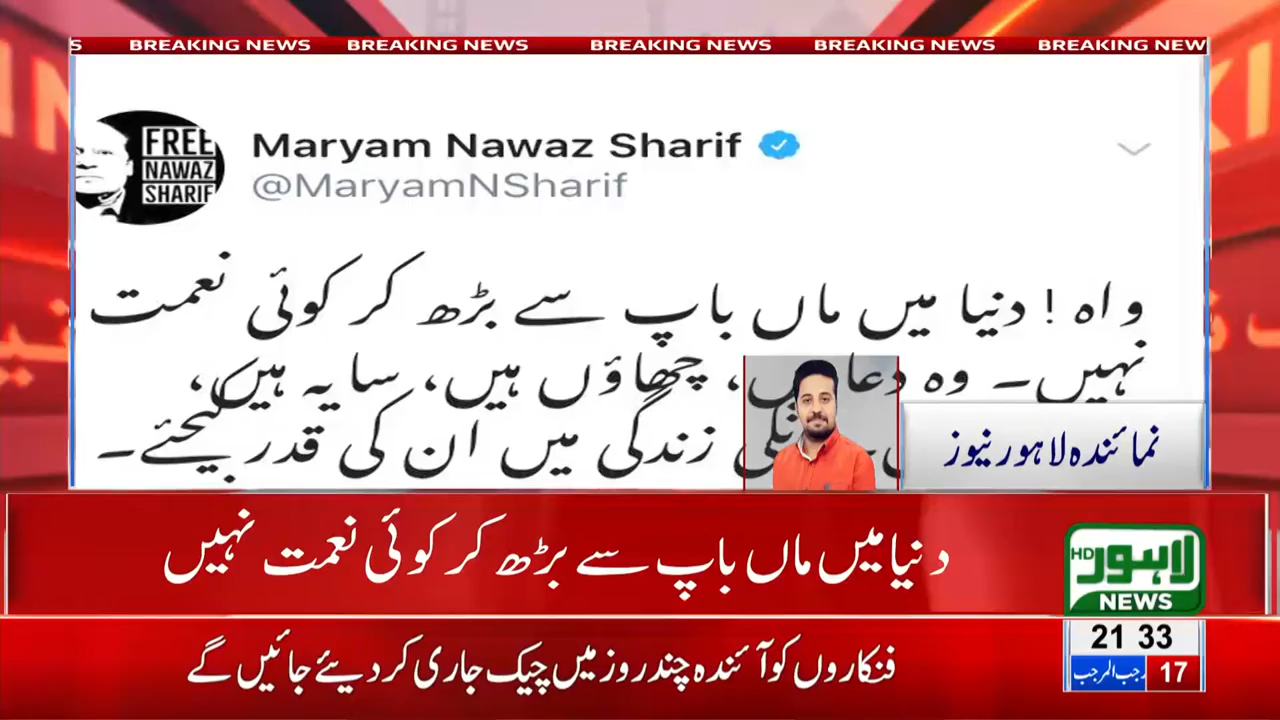 S BREAKING NEWS BREAKING NEWS BREAKING NEWS BREAKING NEWS BREAKING NEW
FREE
NAWAZ
SHARIF
Maryam Nawaz Sharif
@MaryamNSharif
واہ ! دنیا میں ماں باپ سے بڑھ کر کوئی نعمت
نہیں۔ وہ دعا ، چھاؤں ہیں، سایہ ہیں،
زندگی میں ان کی قدر کیجئے۔
نمائندہ لاہور نیوز
دنیا میں ماں باپ سے بڑھ کر کوئی نعمت نہیں
HD لاہور
NEWS
21 33
17 رجب المرجب
فنکاروں کو آئندہ چند روز میں چیک جاری کر دیئے جائیں گے